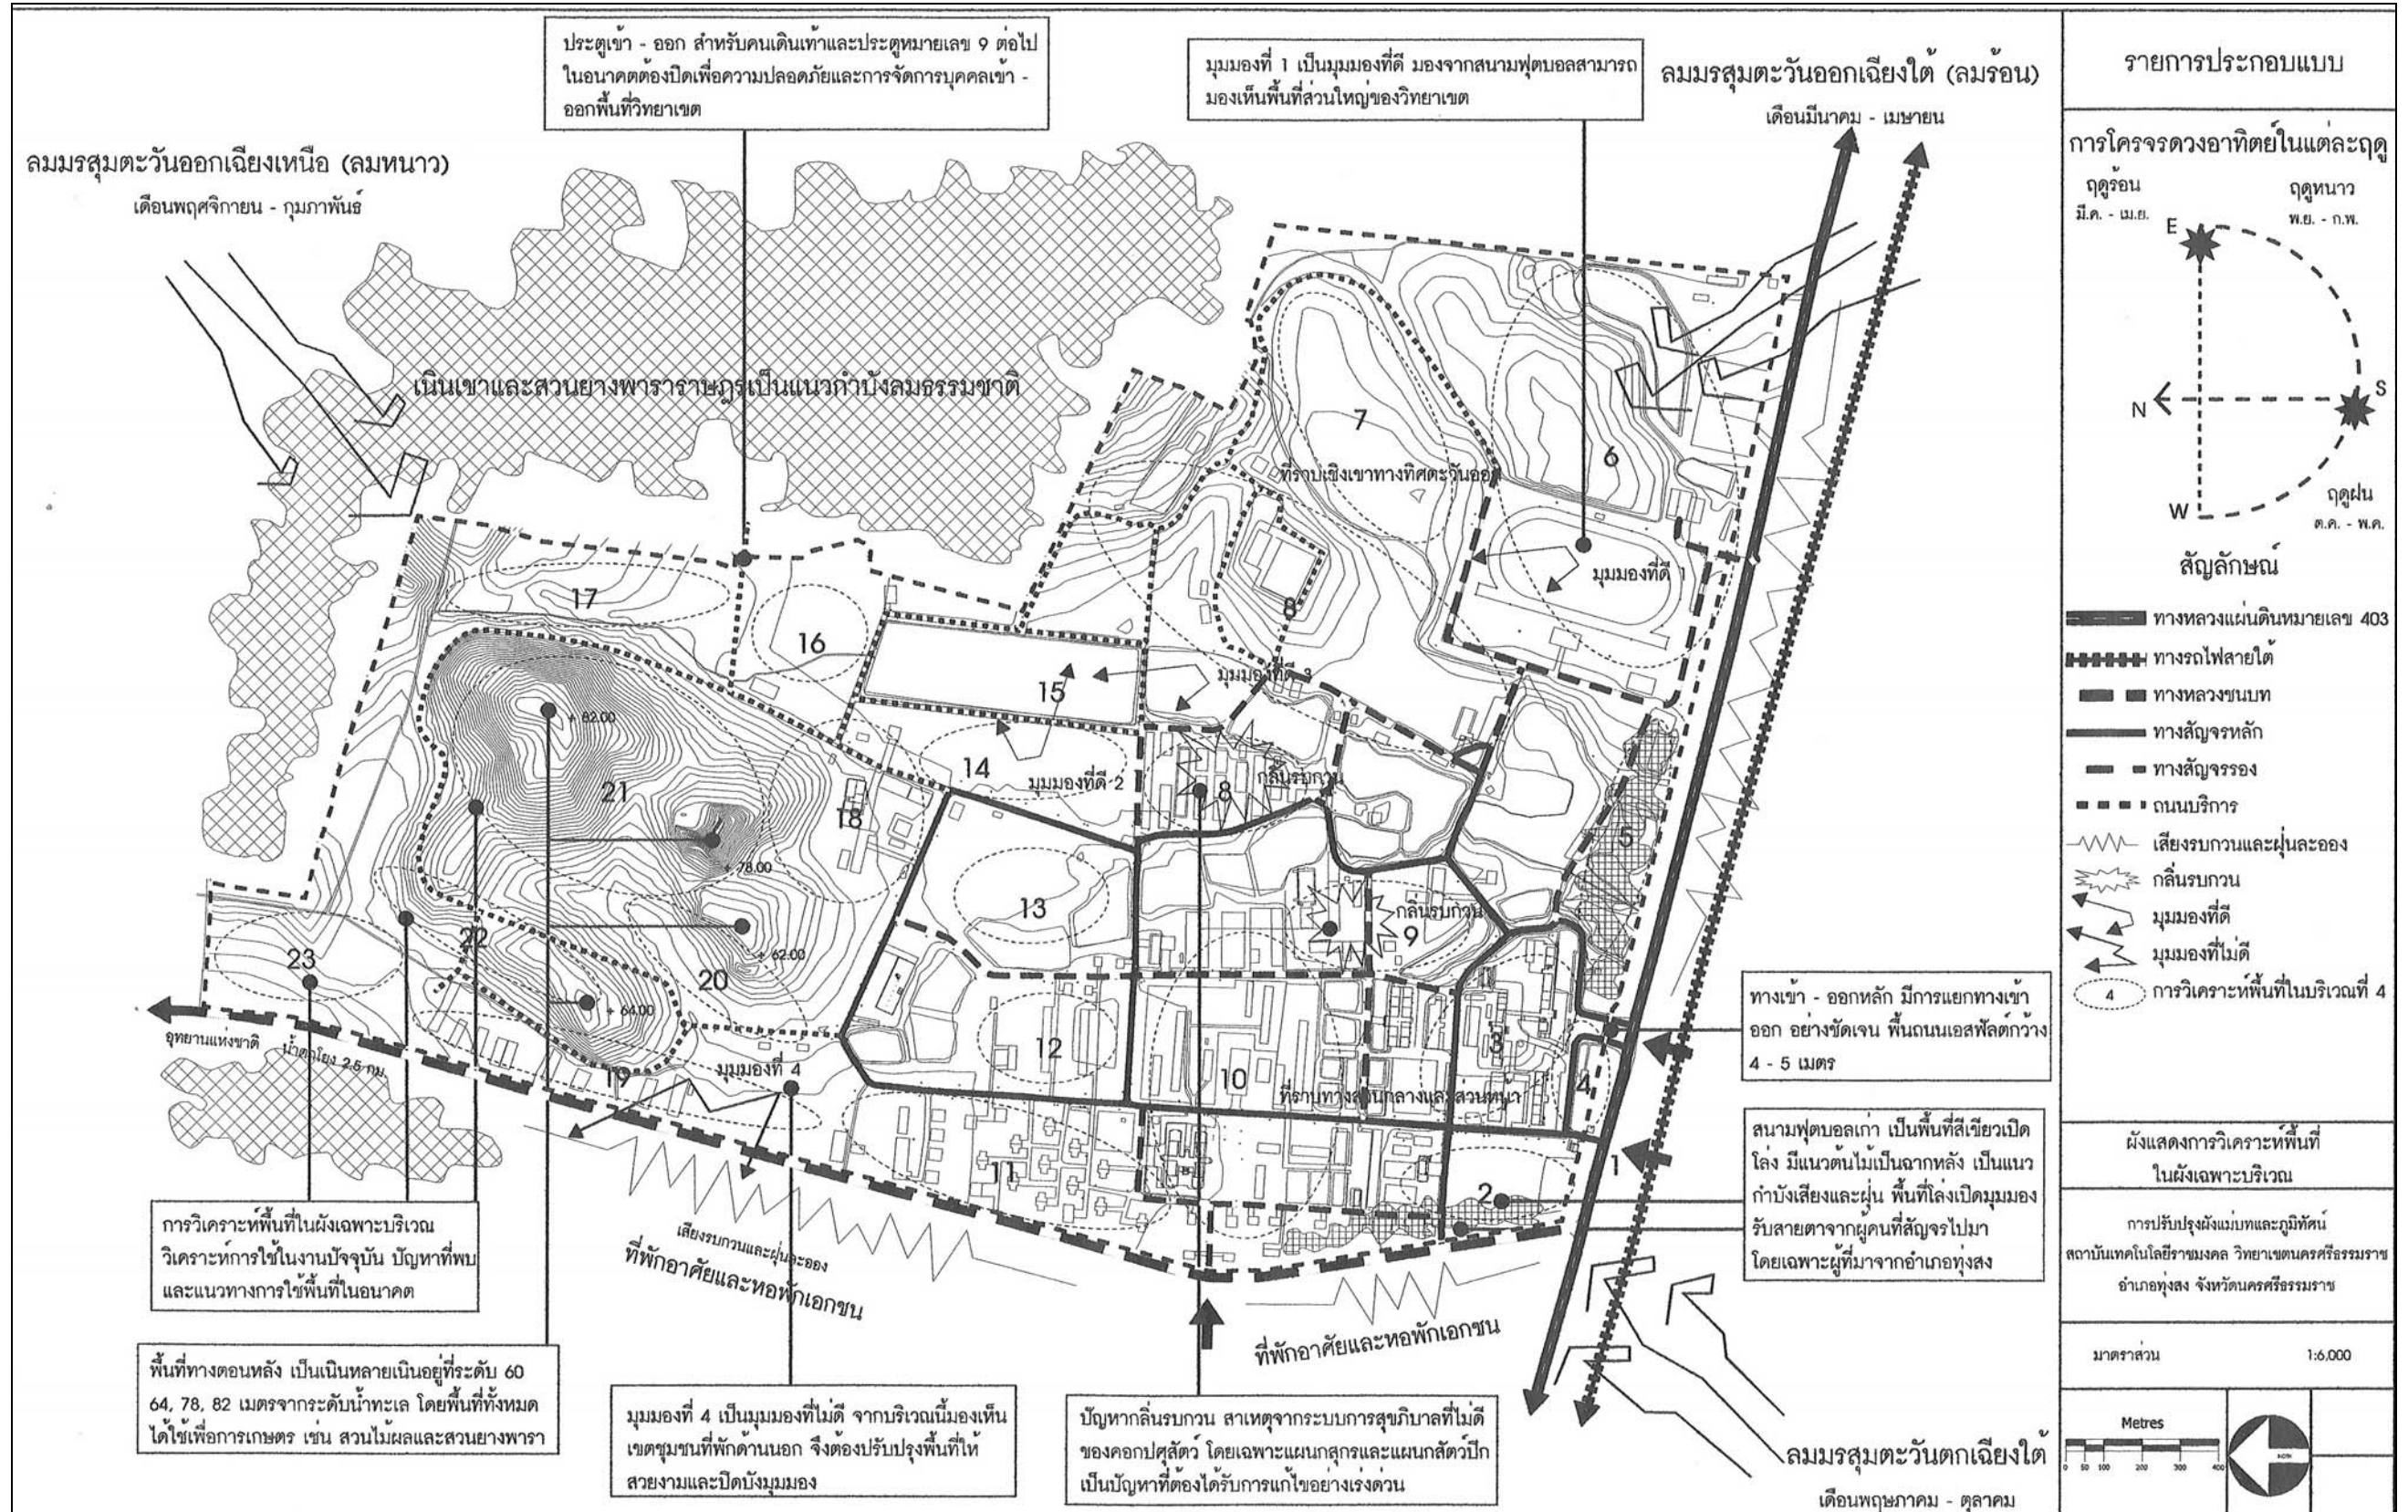 ประตูเข้า - ออก สำหรับคนเดินเท้าและประตูหมายเลข 9 ต่อไป
ในอนาคตต้องปิดเพื่อความปลอดภัยและการจัดการบุคคลเข้า -
ออกพื้นที่วิทยาเขต
มุมมองที่ 1 เป็นมุมมองที่ดี มองจากสนามฟุตบอลสามารถ
มองเห็นพื้นที่ส่วนใหญ่ของวิทยาเขต
ลมมรสุมตะวันออกเฉียงใต้ (ลมร้อน)
เดือนมีนาคม - เมษายน
ลมมรสุมตะวันออกเฉียงเหนือ (ลมหนาว)
เดือนพฤศจิกายน - กุมภาพันธ์
เนินเขาและสวนยางพาราราษฎรเป็นแนวกำบังลมธรรมชาติ
7
6
ที่ราบเชิงเขาทางทิศตะวันออก
มุมมองที่ดี 1
8
17
16
15
มุมมองที่ดี 3
+ 82.00
21
14
มุมมองที่ดี 2
18
8
กลิ่นรบกวน
5
+ 78.00
13
กลิ่นรบกวน
9
22
23
+ 62.00
20
+ 64.00
อุทยานแห่งชาติ น้ำตกโยง 2.5 กม.
19
มุมมองที่ 4
12
10
3
4
ที่ราบทางส่วนกลางและส่วนหน้า
11
2
1
ทางเข้า - ออกหลัก มีการแยกทางเข้า
ออก อย่างชัดเจน พื้นถนนเอสฟัลต์กว้าง
4 - 5 เมตร
สนามฟุตบอลเก่า เป็นพื้นที่สีเขียวเปิด
โล่ง มีแนวต้นไม้เป็นฉากหลัง เป็นแนว
กำบังเสียงและฝุ่น พื้นที่โล่งเปิดมุมมอง
รับสายตาจากผู้คนที่สัญจรไปมา
โดยเฉพาะผู้ที่มาจากอำเภอทุ่งสง
เสียงรบกวนและฝุ่นละออง
ที่พักอาศัยและหอพักเอกชน
ที่พักอาศัยและหอพักเอกชน
การวิเคราะห์พื้นที่ในผังเฉพาะบริเวณ
วิเคราะห์การใช้ในงานปัจจุบัน ปัญหาที่พบ
และแนวทางการใช้พื้นที่ในอนาคต
พื้นที่ทางตอนหลัง เป็นเนินหลายเนินอยู่ที่ระดับ 60
64, 78, 82 เมตรจากระดับน้ำทะเล โดยพื้นที่ทั้งหมด
ได้ใช้เพื่อการเกษตร เช่น สวนไม้ผลและสวนยางพารา
มุมมองที่ 4 เป็นมุมมองที่ไม่ดี จากบริเวณนี้มองเห็น
เขตชุมชนที่พักด้านนอก จึงต้องปรับปรุงพื้นที่ให้
สวยงามและปิดบังมุมมอง
ปัญหากลิ่นรบกวน สาเหตุจากระบบการสุขภิบาลที่ไม่ดี
ของคอกปศุสัตว์ โดยเฉพาะแผนกสุกรและแผนกสัตว์ปีก
เป็นปัญหาที่ต้องได้รับการแก้ไขอย่างเร่งด่วน
ลมมรสุมตะวันตกเฉียงใต้
เดือนพฤษภาคม - ตุลาคม
รายการประกอบแบบ
การโครจรดวงอาทิตย์ในแต่ละฤดู
ฤดูร้อน
มี.ค. - เม.ย.
ฤดูหนาว
พ.ย. - ก.พ.
E
N
S
W
ฤดูฝน
ต.ค. - พ.ค.
สัญลักษณ์
ทางหลวงแผ่นดินหมายเลข 403
ทางรถไฟสายใต้
ทางหลวงชนบท
ทางสัญจรหลัก
ทางสัญจรรอง
ถนนบริการ
เสียงรบกวนและฝุ่นละออง
กลิ่นรบกวน
มุมมองที่ดี
มุมมองที่ไม่ดี
4 การวิเคราะห์พื้นที่ในบริเวณที่ 4
ผังแสดงการวิเคราะห์พื้นที่
ในผังเฉพาะบริเวณ
การปรับปรุงผังแม่บทและภูมิทัศน์
สถาบันเทคโนโลยีราชมงคล วิทยาเขตนครศรีธรรมราช
อำเภอทุ่งสง จังหวัดนครศรีธรรมราช
มาตราส่วน 1:6,000
Metres
0 50 100 200 300 400